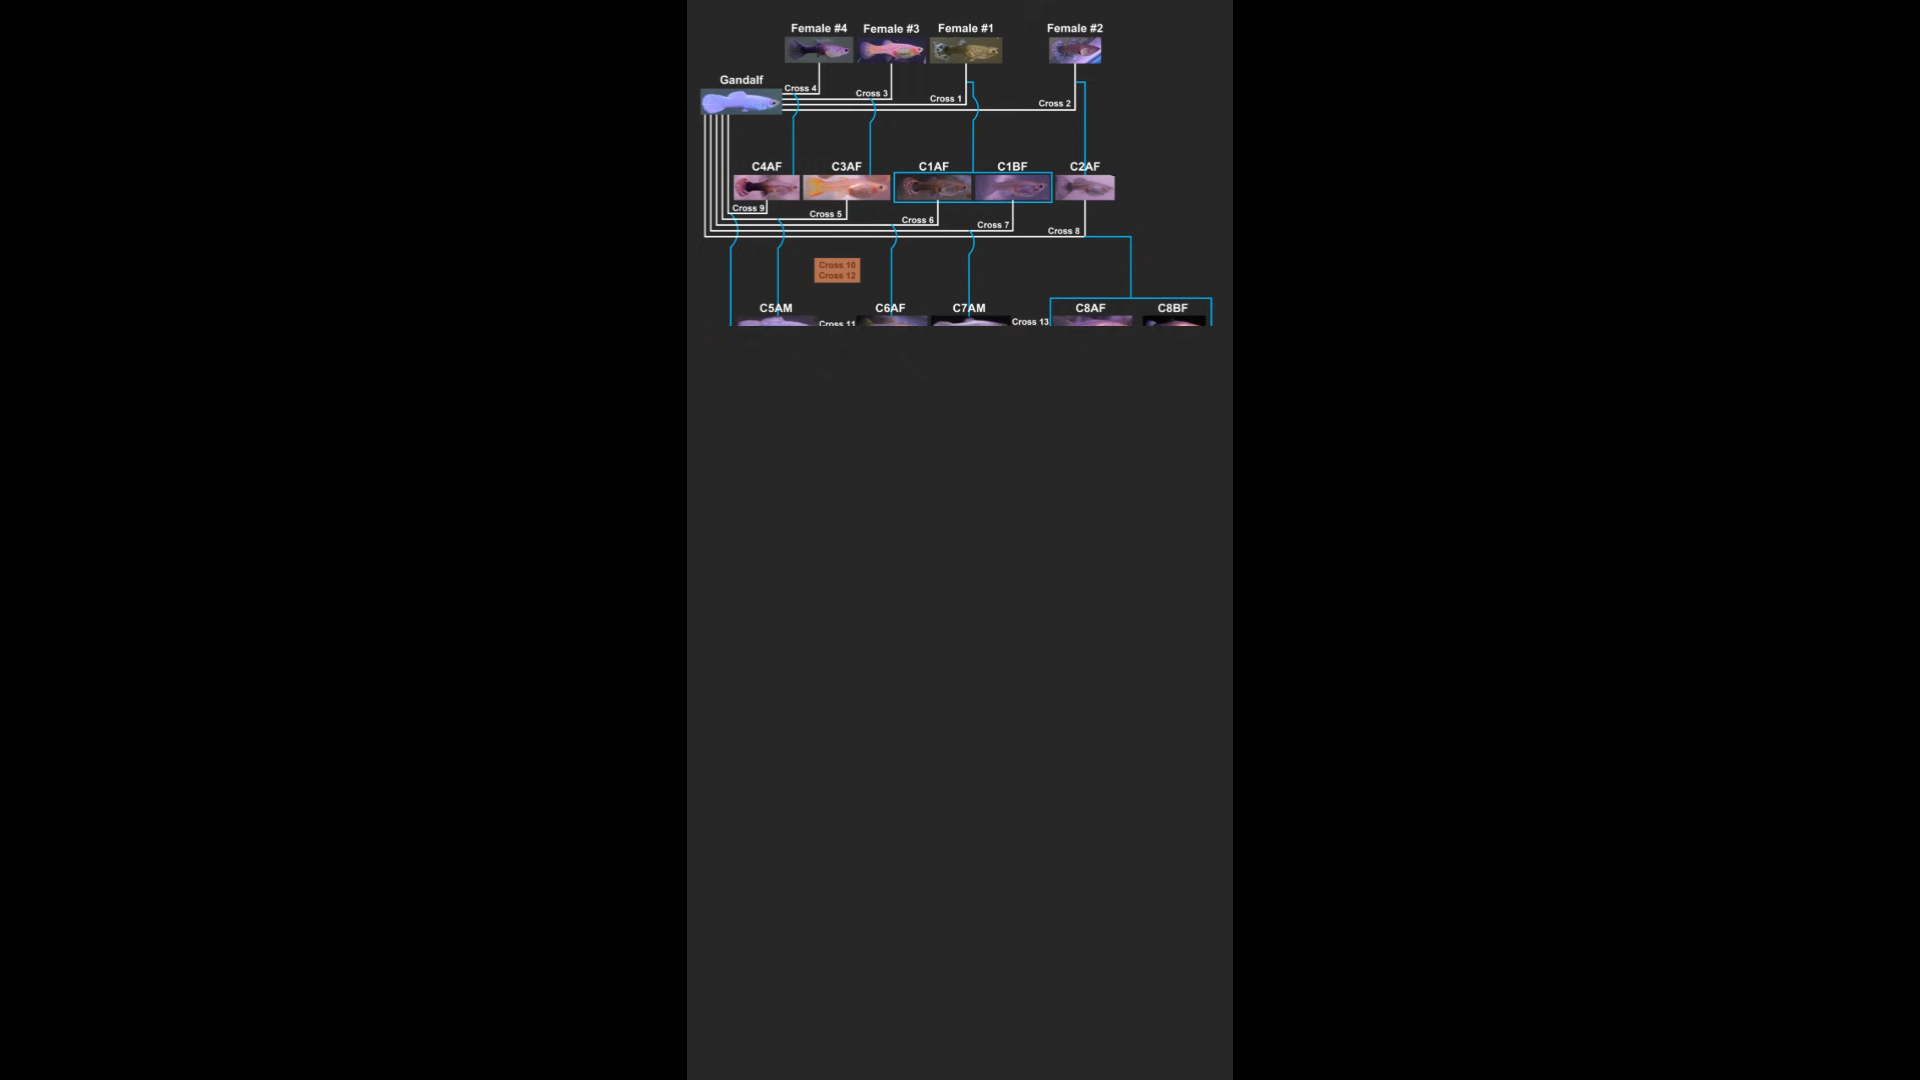 Female #4 Female #3 Female #1 Female #2
Gandalf
Cross 4 Cross 3 Cross 1 Cross 2
C4AF C3AF C1AF C1BF C2AF
Cross 9 Cross 5 Cross 6 Cross 7 Cross 8
Cross 10
Cross 12
C5AM C6AF C7AM C8AF C8BF
Cross 11 Cross 13